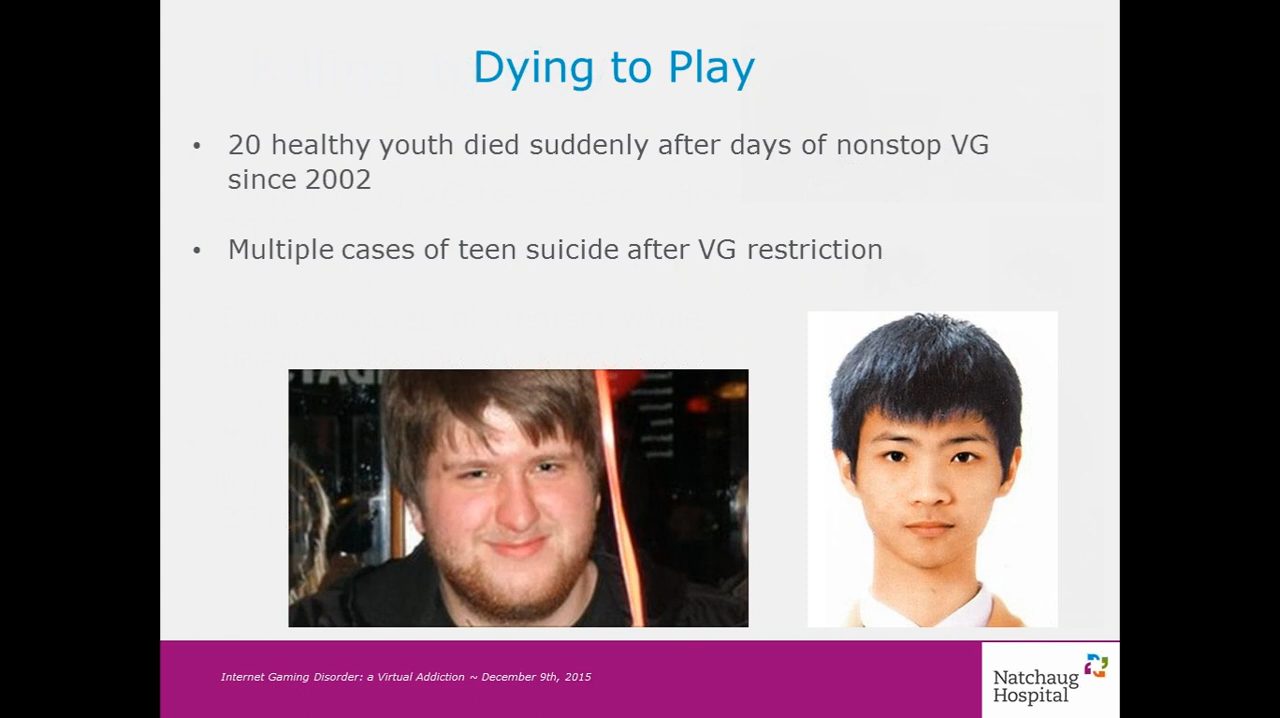 Dying to Play
• 20 healthy youth died suddenly after days of nonstop VG
since 2002
• Multiple cases of teen suicide after VG restriction
Internet Gaming Disorder: a Virtual Addiction ~ December 9th, 2015
Natchaug
Hospital